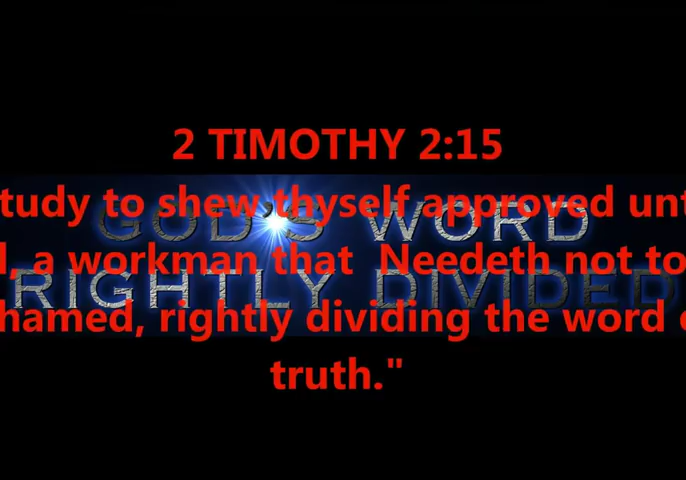 2 TIMOTHY 2:15
tudy to shew thyself approved unt
, a workman that Needeth not to
hamed, rightly dividing the word
truth."
GOD'S WORD
RIGHTLY DIVIDED